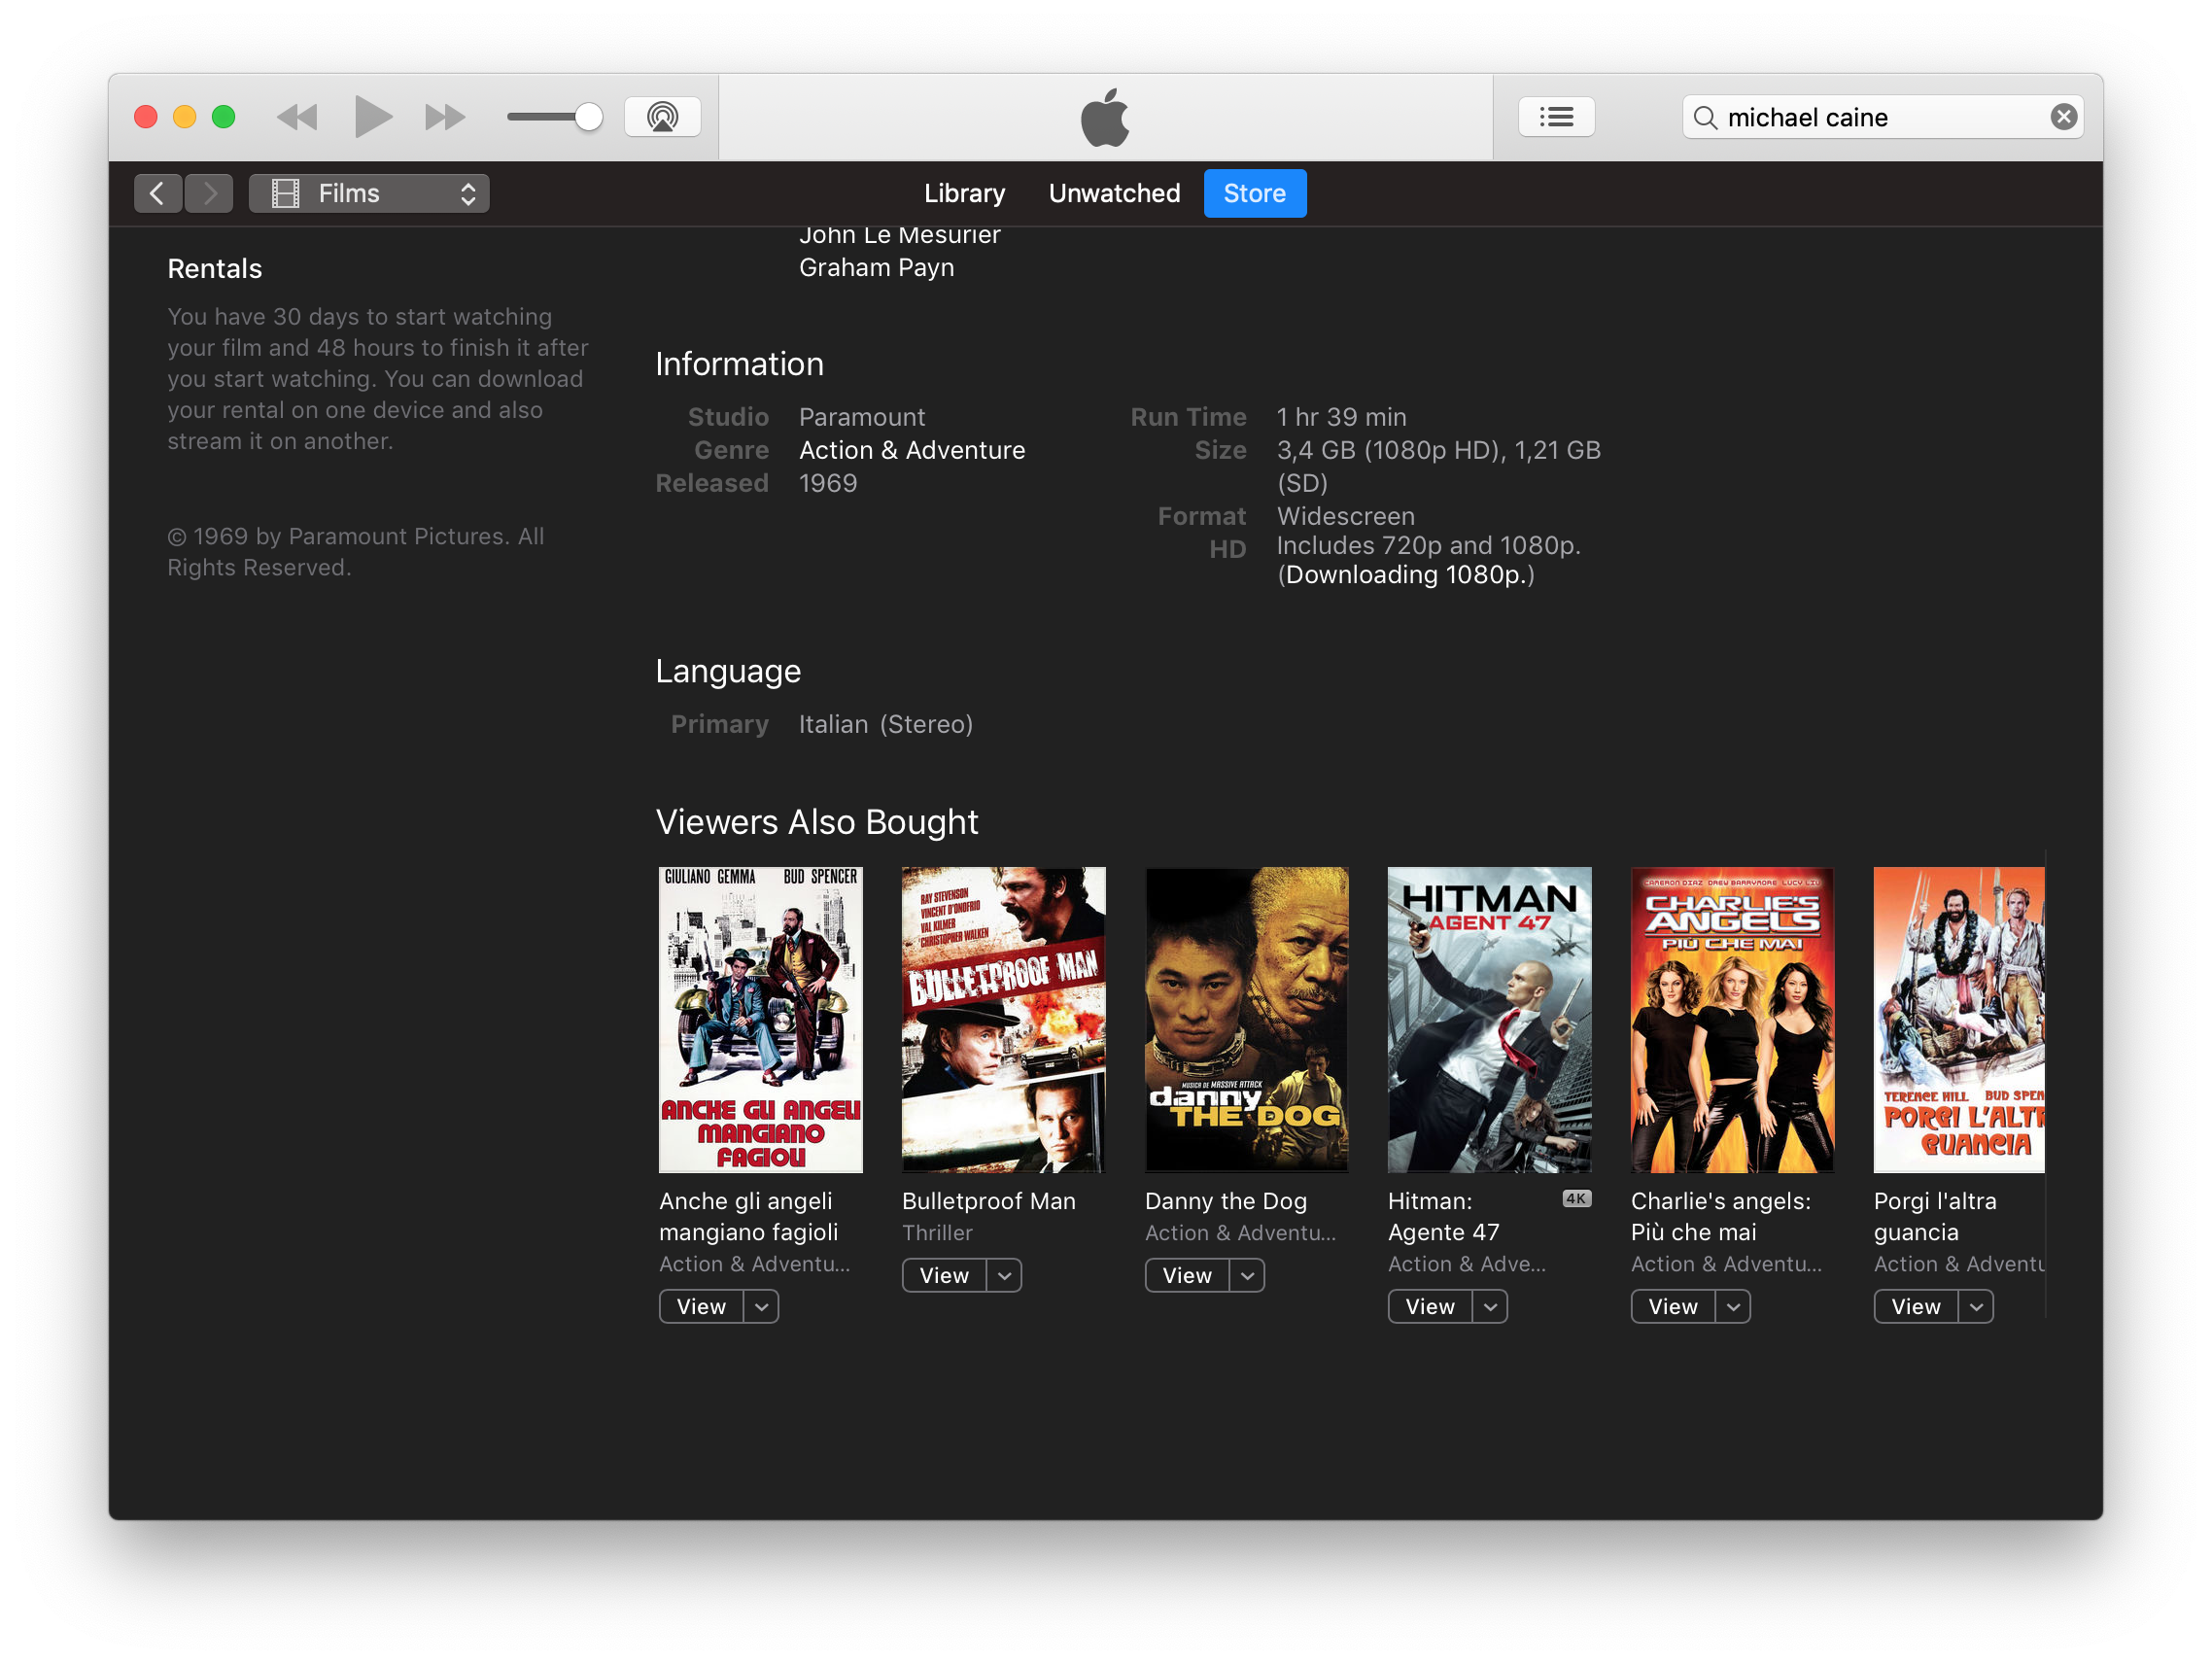 michael caine
Films
Library
Unwatched
Store
Rentals
You have 30 days to start watching
your film and 48 hours to finish it after
you start watching. You can download
your rental on one device and also
stream it on another.
© 1969 by Paramount Pictures. All
Rights Reserved.
John Le Mesurier
Graham Payn
Information
Studio Paramount
Genre Action & Adventure
Released 1969
Run Time 1 hr 39 min
Size 3,4 GB (1080p HD), 1,21 GB
(SD)
Format Widescreen
HD Includes 720p and 1080p.
(Downloading 1080p.)
Language
Primary Italian (Stereo)
Viewers Also Bought
GIULIANO GEMMA BUD SPENCER
ANCHE GLI ANGELI
MANGIANO
FAGIOLI
Anche gli angeli
mangiano fagioli
Action & Adventu...
View
RAY STEVENSON
VINCENT D'ONOFRIO
VAL KILMER
CHRISTOPHER WALKEN
BULLETPROOF MAN
Bulletproof Man
Thriller
View
MUSICA DE MASSIVE ATTACK
danny
THE DOG
Danny the Dog
Action & Adventu...
View
HITMAN
AGENT 47
Hitman:
Agente 47
4K
Action & Adve...
View
CAMERON DIAZ DREW BARRYMORE LUCY LIU
CHARLIE'S
ANGELS
PIÙ CHE MAI
Charlie's angels:
Più che mai
Action & Adventu...
View
TERENCE HILL BUD SPEN
PORGI L'ALTR
GUANCIA
Porgi l'altra
guancia
Action & Adventu
View